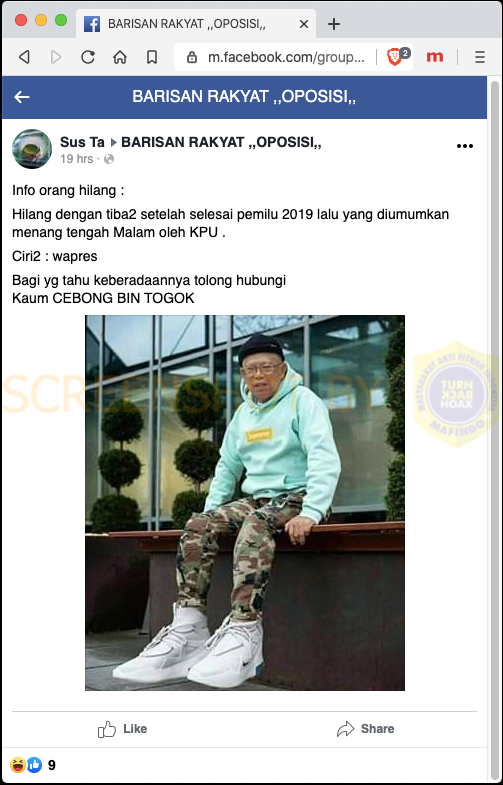 BARISAN RAKYAT ,,OPOSISI,,
m.facebook.com/group...
2
m
BARISAN RAKYAT ,,OPOSISI,,
Sus Ta ▸ BARISAN RAKYAT ,,OPOSISI,,
19 hrs ·
Info orang hilang :
Hilang dengan tiba2 setelah selesai pemilu 2019 lalu yang diumumkan
menang tengah Malam oleh KPU .
Ciri2 : wapres
Bagi yg tahu keberadaannya tolong hubungi
Kaum CEBONG BIN TOGOK
SCREENSHOT BY
MASYARAKAT ANTI FITNAH
TURN
BACK
HOAX
MAFINDO
Like
Share
9